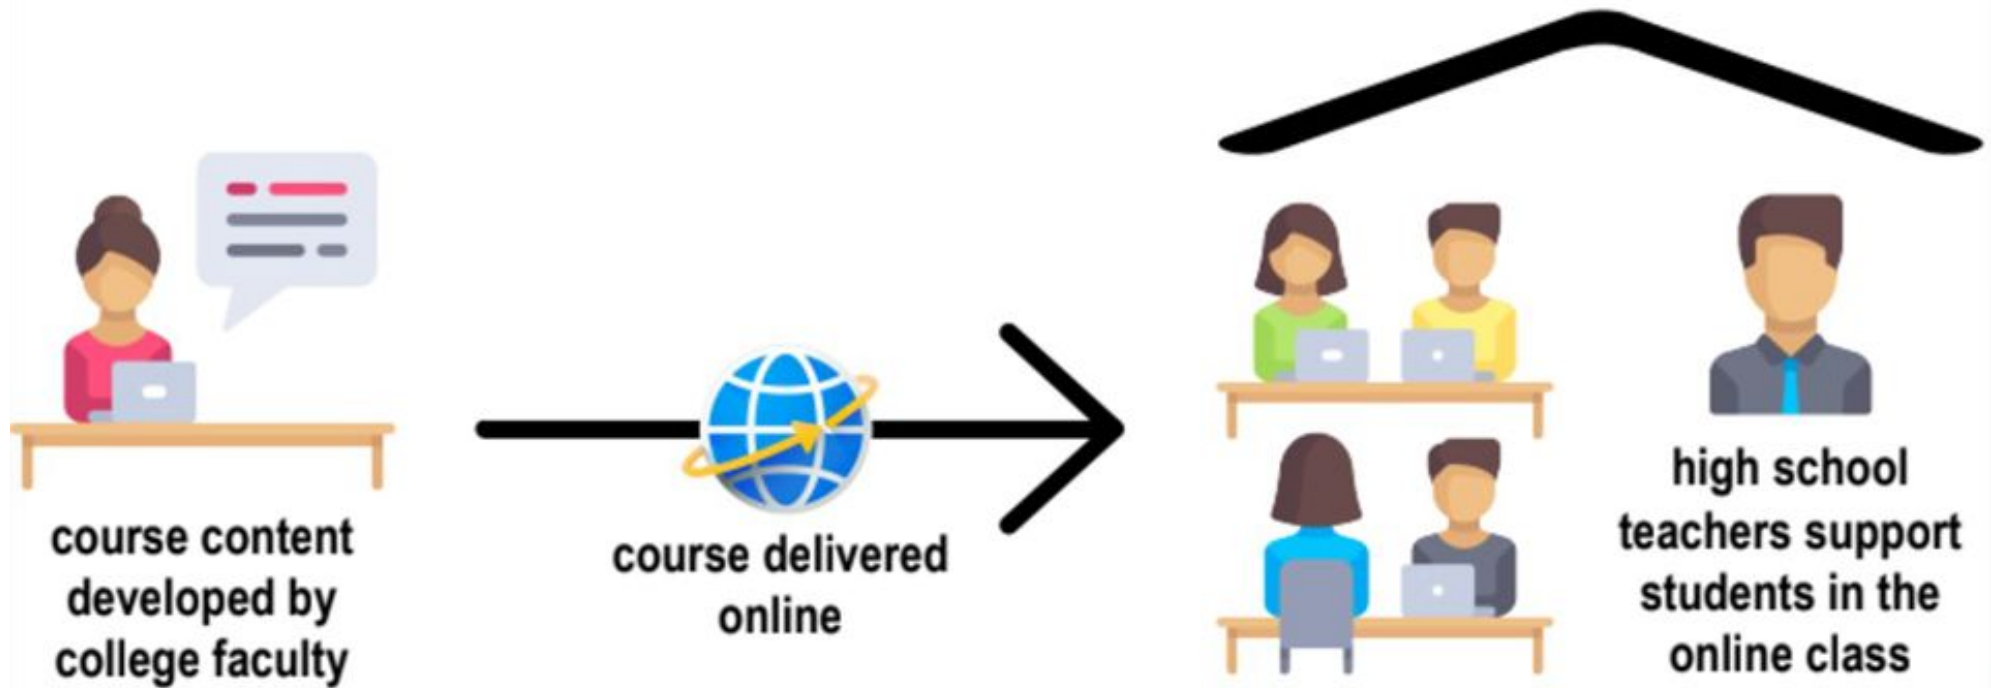 course content
developed by
college faculty
course delivered
online
high school
teachers support
students in the
online class